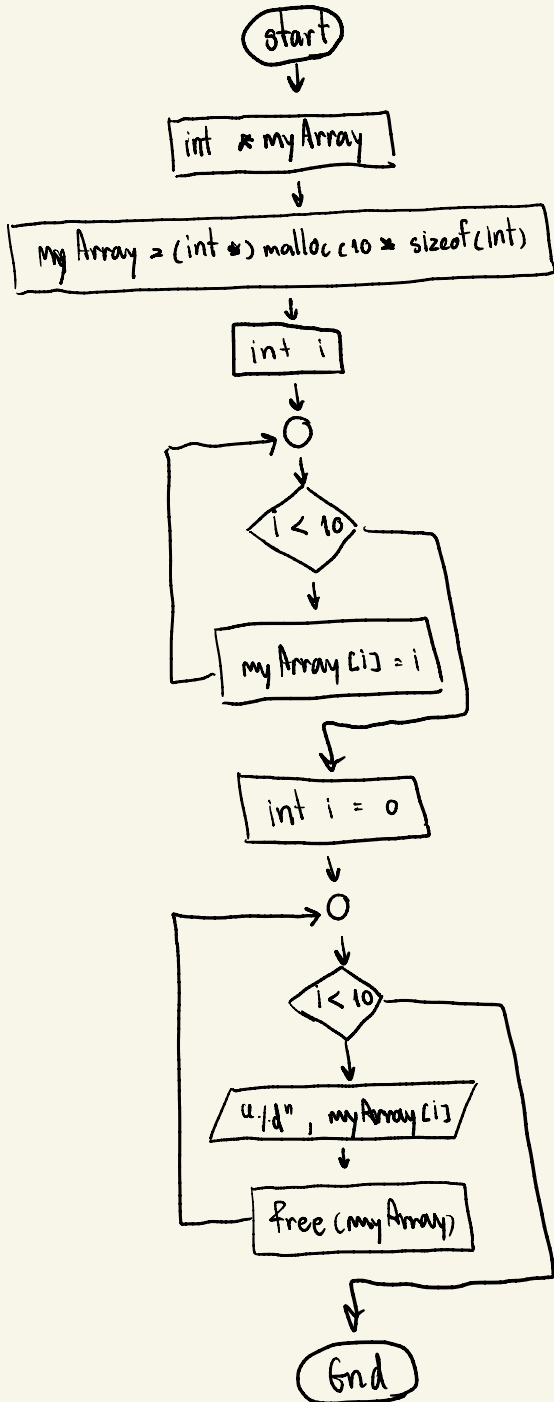 start
int * myArray
myArray = (int *) malloc (10 * sizeof(int)
int i
i < 10
myArray [i] = i
int i = 0
i < 10
"%d", myArray [i]
free (myArray)
End